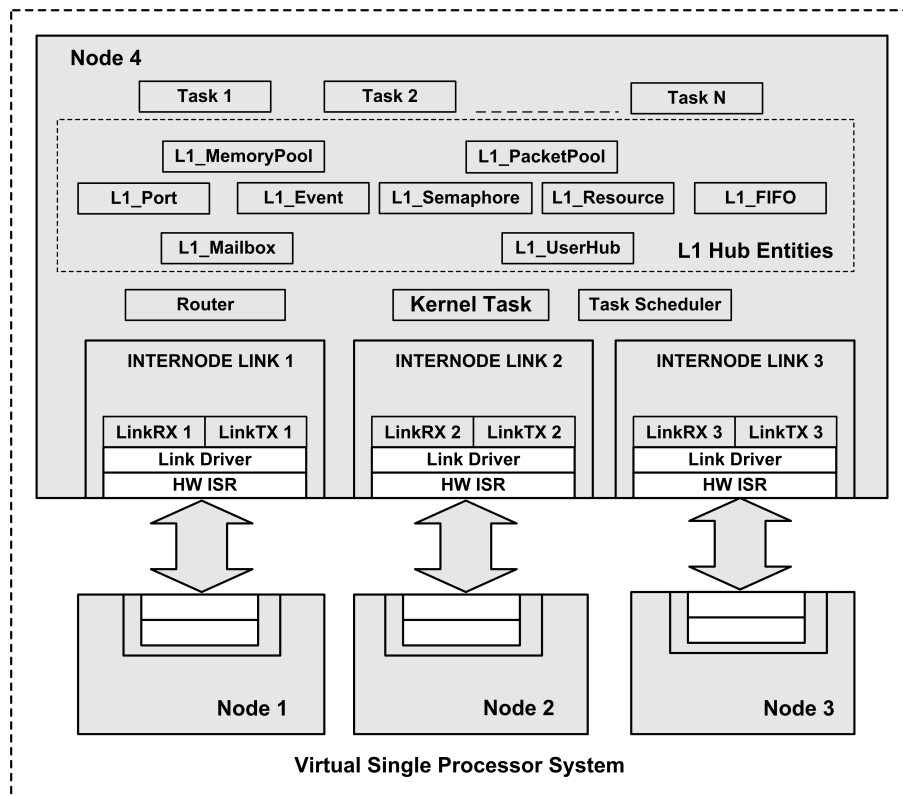 Node 4
Task 1 Task 2 Task N
L1_MemoryPool L1_PacketPool
L1_Port L1_Event L1_Semaphore L1_Resource L1_FIFO
L1_Mailbox L1_UserHub L1 Hub Entities
Router Kernel Task Task Scheduler
INTERNODE LINK 1 INTERNODE LINK 2 INTERNODE LINK 3
LinkRX 1 LinkTX 1 LinkRX 2 LinkTX 2 LinkRX 3 LinkTX 3
Link Driver Link Driver Link Driver
HW ISR HW ISR HW ISR
Node 1 Node 2 Node 3
Virtual Single Processor System